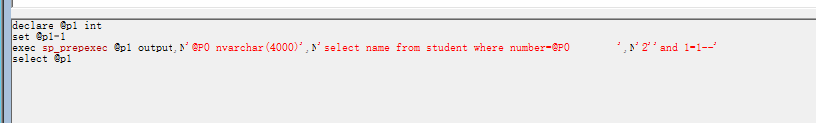 declare @p1 int
set @p1=1
exec sp_prepexec @p1 output,N'@P0 nvarchar(4000)',N'select name from student where number=@P0        ',N'2''and 1=1--'
select @p1